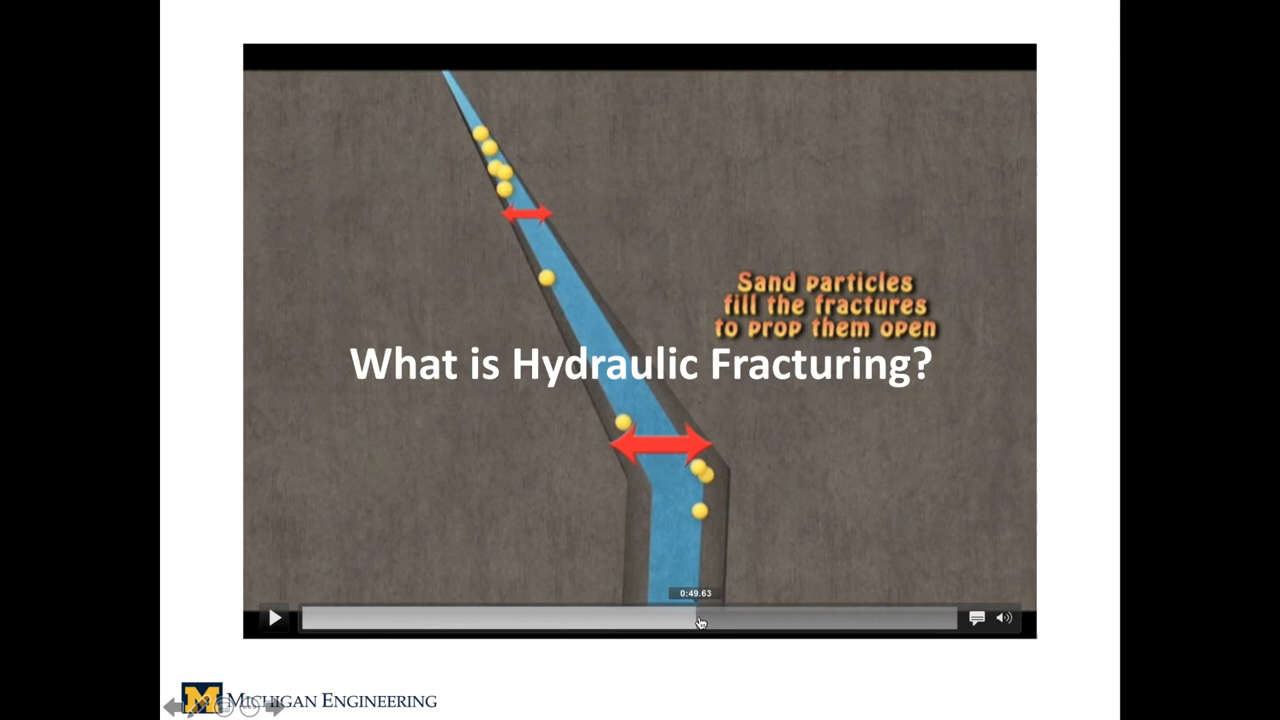 Sand particles
fill the fractures
to prop them open
What is Hydraulic Fracturing?
0:49.63
M MICHIGAN ENGINEERING